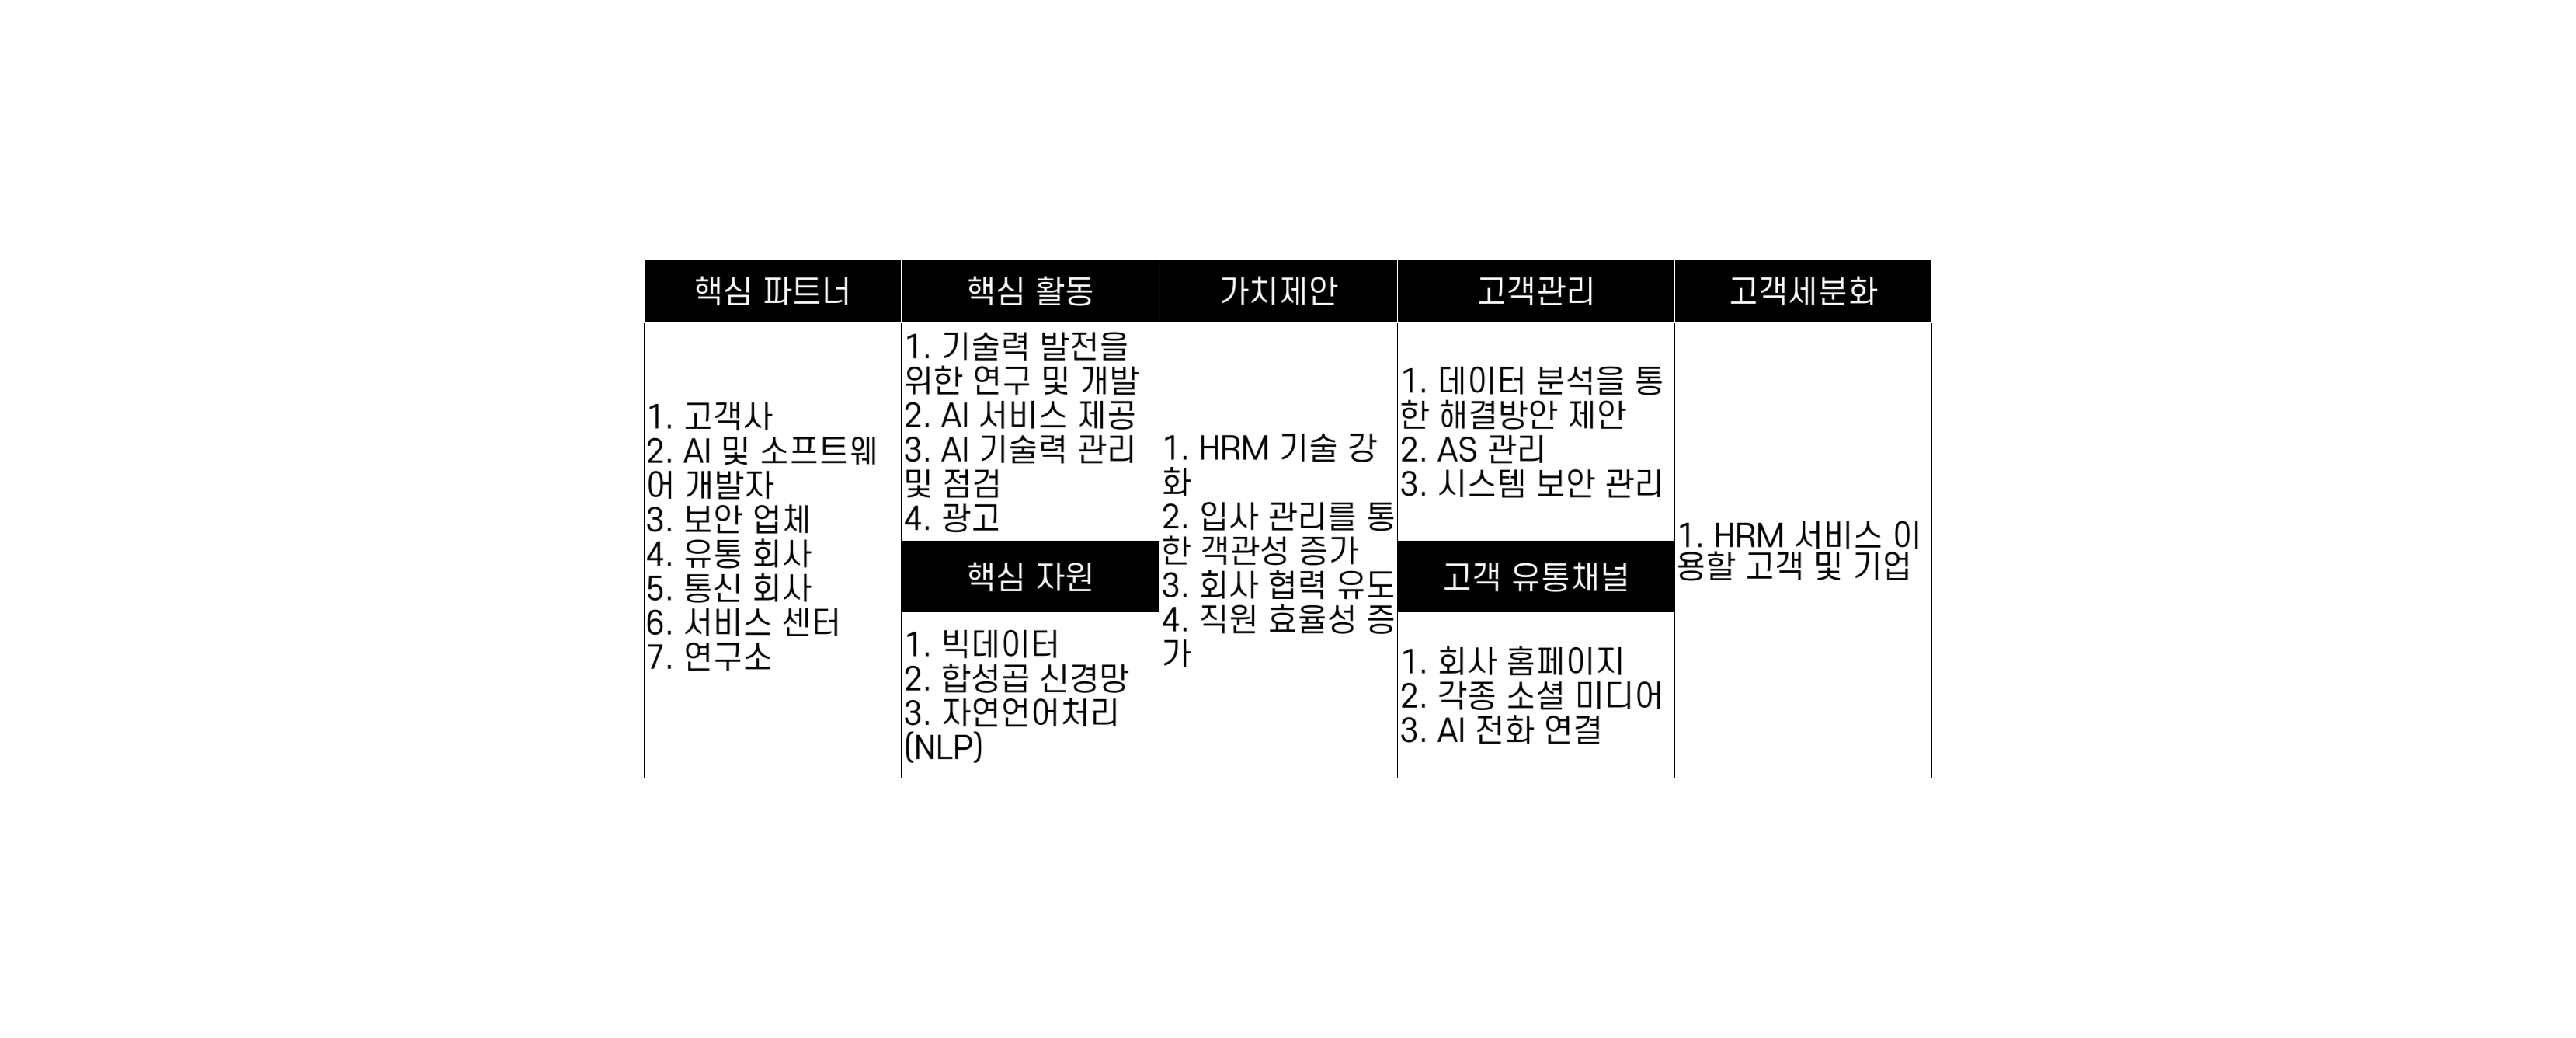 핵심 파트너
1. 고객사
2. AI 및 소프트웨
어 개발자
3. 보안 업체
4. 유통 회사
5. 통신 회사
6. 서비스 센터
7. 연구소
핵심 활동
1. 기술력 발전을
위한 연구 및 개발
2. AI 서비스 제공
3. AI 기술력 관리
및 점검
4. 광고
핵심 자원
1. 빅데이터
2. 합성곱 신경망
3. 자연언어처리
(NLP)
가치제안
1. HRM 기술 강
화
2. 입사 관리를 통
한 객관성 증가
3. 회사 협력 유도
4. 직원 효율성 증
가
고객관리
1. 데이터 분석을 통
한 해결방안 제안
2. AS 관리
3. 시스템 보안 관리
고객 유통채널
1. 회사 홈페이지
2. 각종 소셜 미디어
3. AI 전화 연결
고객세분화
1. HRM 서비스 이
용할 고객 및 기업